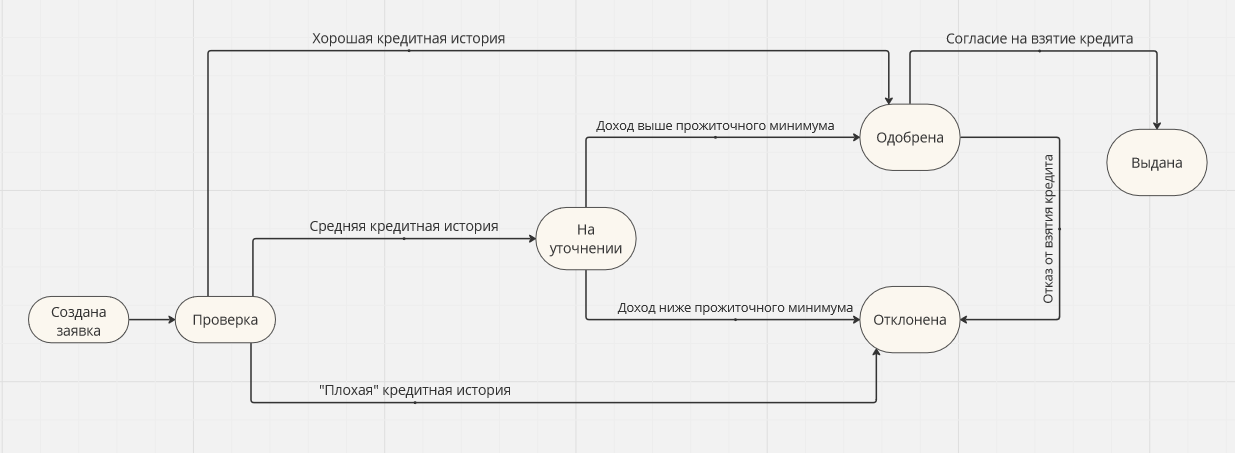 Хорошая кредитная история
Согласие на взятие кредита
Доход выше прожиточного минимума
Одобрена
Выдана
Отказ от взятия кредита
Средняя кредитная история
На
уточнении
Создана
заявка
Проверка
Доход ниже прожиточного минимума
Отклонена
"Плохая" кредитная история